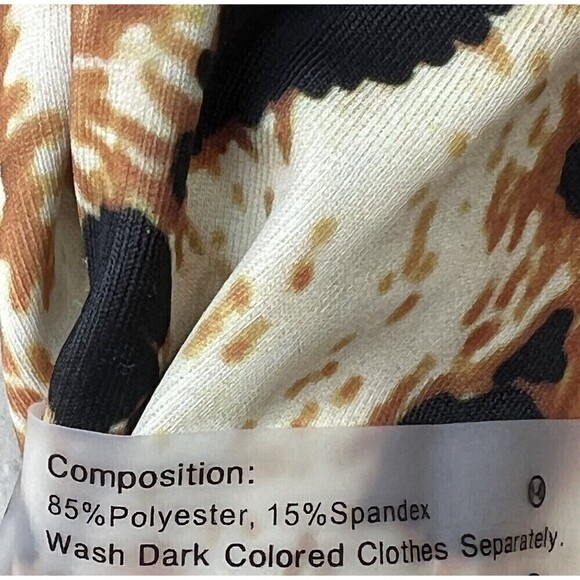 Composition:
85%Polyester, 15%Spandex
Wash Dark Colored Clothes Separately.